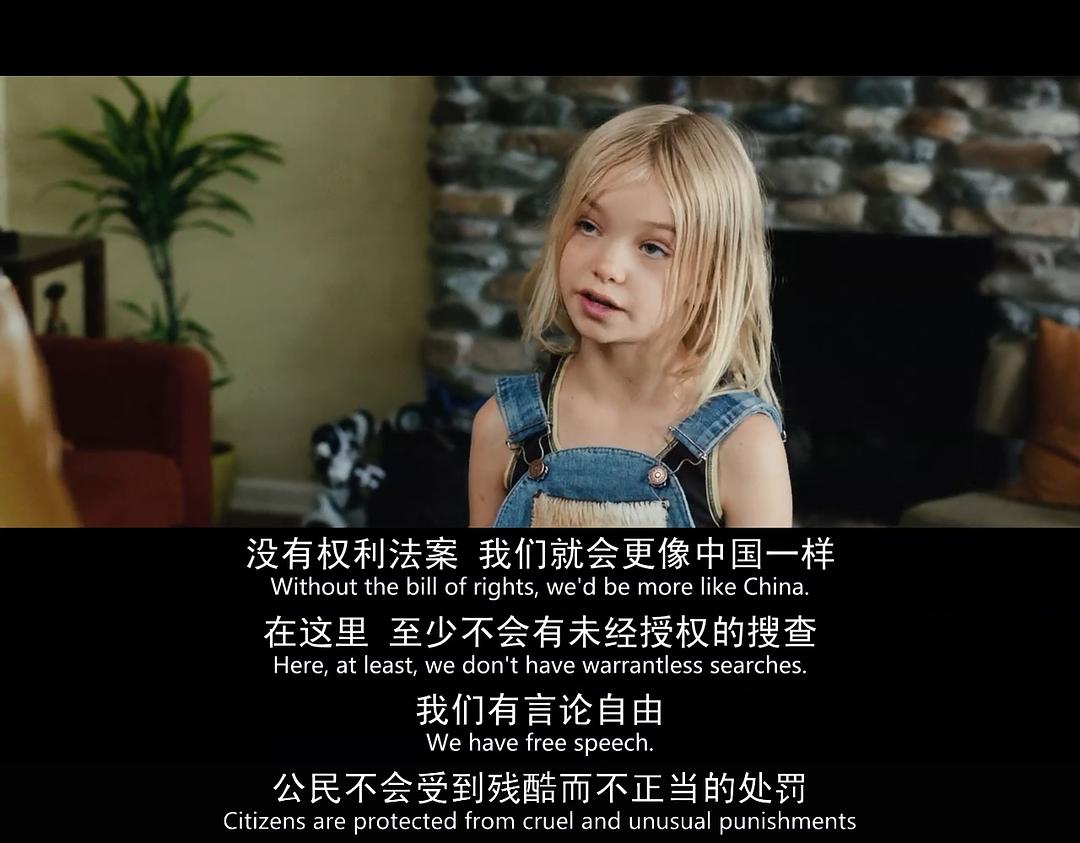 没有权利法案 我们就会更像中国一样
Without the bill of rights, we'd be more like China.
在这里 至少不会有未经授权的搜查
Here, at least, we don't have warrantless searches.
我们有言论自由
We have free speech.
公民不会受到残酷而不正当的处罚
Citizens are protected from cruel and unusual punishments